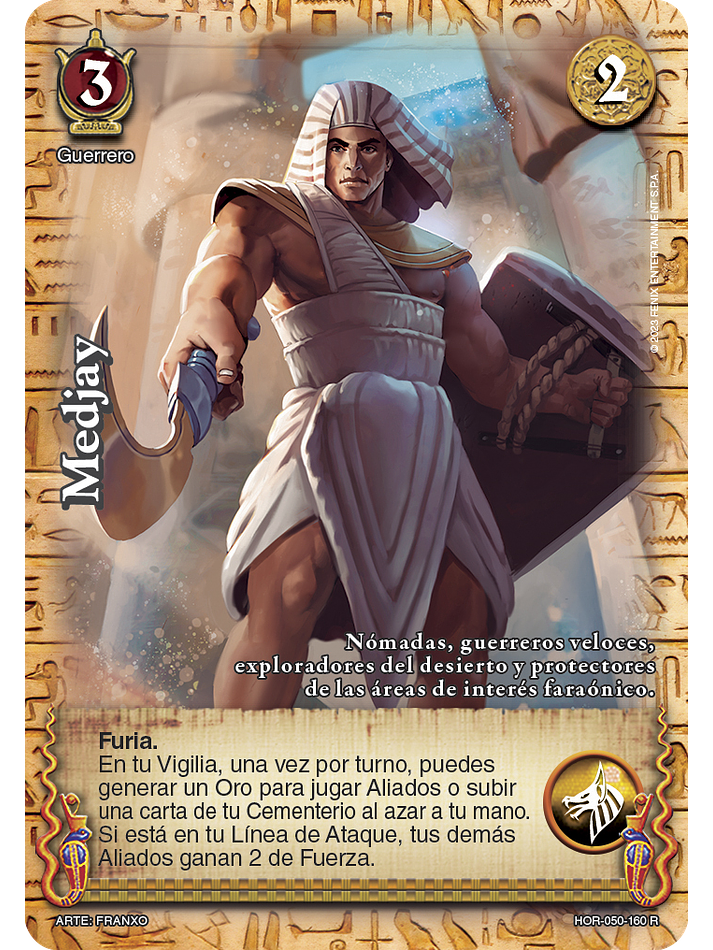 3
2
Guerrero
©2023 FENIX ENTERTAINMENT S.P.A.
Medjay
Nómadas, guerreros veloces,
exploradores del desierto y protectores
de las áreas de interés faraónico.
Furia.
En tu Vigilia, una vez por turno, puedes
generar un Oro para jugar Aliados o subir
una carta de tu Cementerio al azar a tu mano.
Si está en tu Línea de Ataque, tus demás
Aliados ganan 2 de Fuerza.
ARTE: FRANXO
HOR-050-160 R